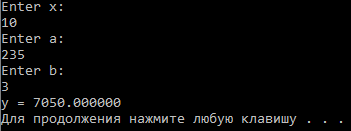 Enter x:
10
Enter a:
235
Enter b:
3
y = 7050.000000
Для продолжения нажмите любую клавишу . . .